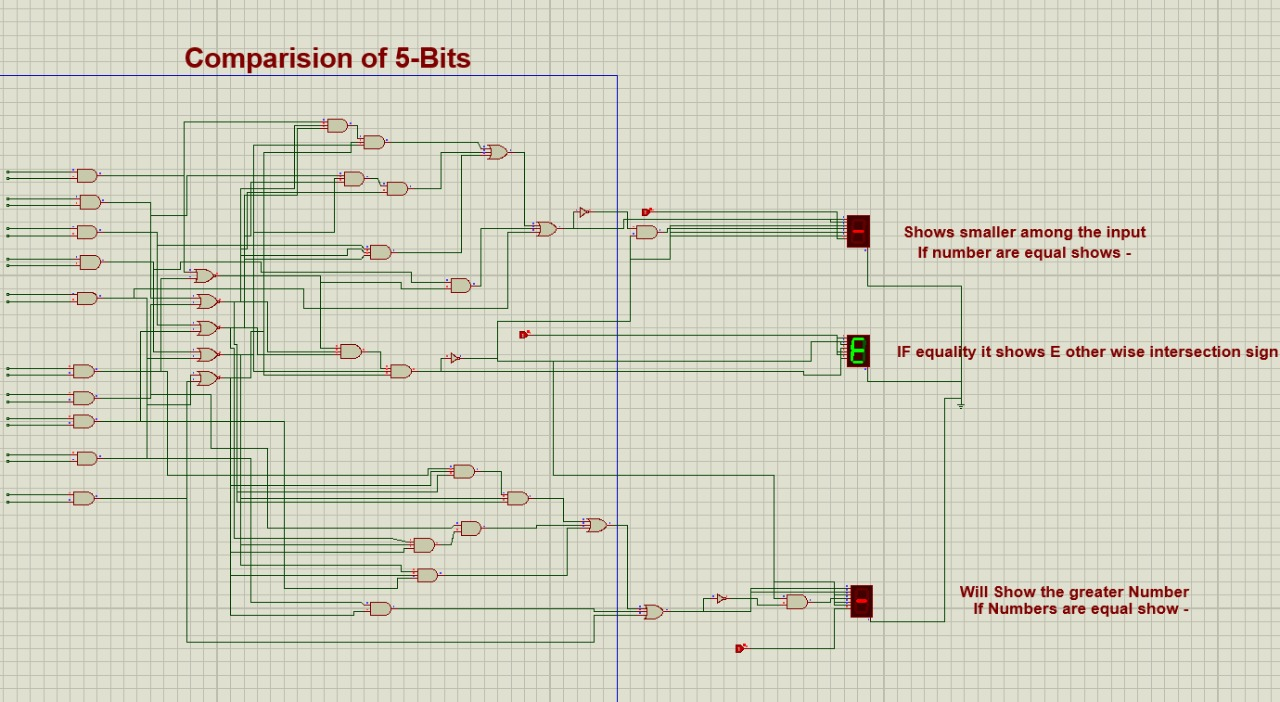 Comparision of 5-Bits
Shows smaller among the input
If number are equal shows -
IF equality it shows E other wise intersection sign
Will Show the greater Number
If Numbers are equal show -